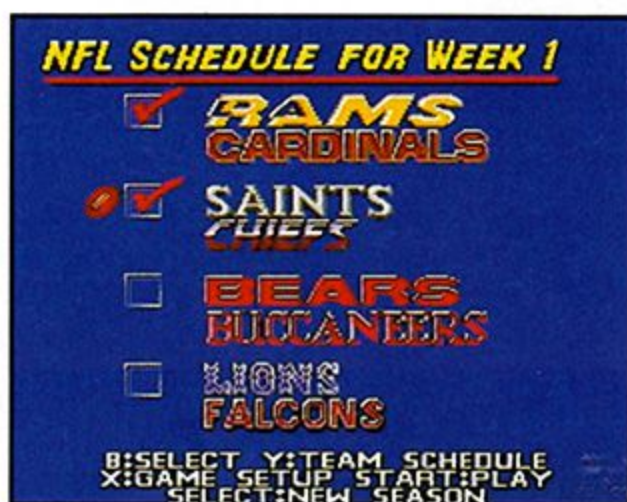 NFL SCHEDULE FOR WEEK 1
RAMS
CARDINALS
SAINTS
CHIEFS
BEARS
BUCCANEERS
LIONS
FALCONS
B:SELECT Y:TEAM SCHEDULE
X:GAME SETUP START:PLAY
SELECT:NEW SEASON